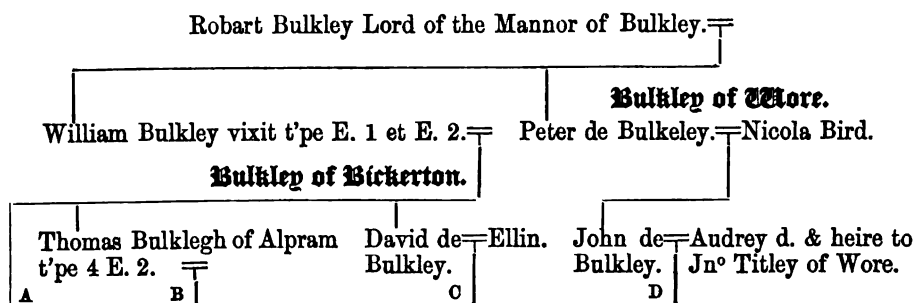 Robart Bulkley Lord of the Mannor of Bulkley.
Bulkley of Wore.
William Bulkley vixit t'pe E. 1 et E. 2. Peter de Bulkeley. Nicola Bird.
Bulkley of Bickerton.
Thomas Bulklegh of Alpram David de Ellin. John de Audrey d. & heire to
t'pe 4 E. 2. Bulkley. Bulkley. Jnº Titley of Wore.
A B C D